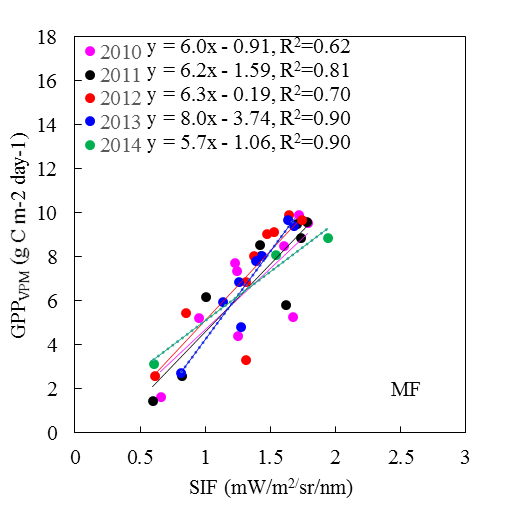 18
2010 y = 6.0x - 0.91, R²=0.62
2011 y = 6.2x - 1.59, R²=0.81
16
2012 y = 6.3x - 0.19, R²=0.70
2013 y = 8.0x - 3.74, R²=0.90
14
2014 y = 5.7x - 1.06, R²=0.90
12
10
8
6
4
2
0
GPPVPM (g C m-2 day-1)
MF
0 0.5 1 1.5 2 2.5 3
SIF (mW/m²/sr/nm)